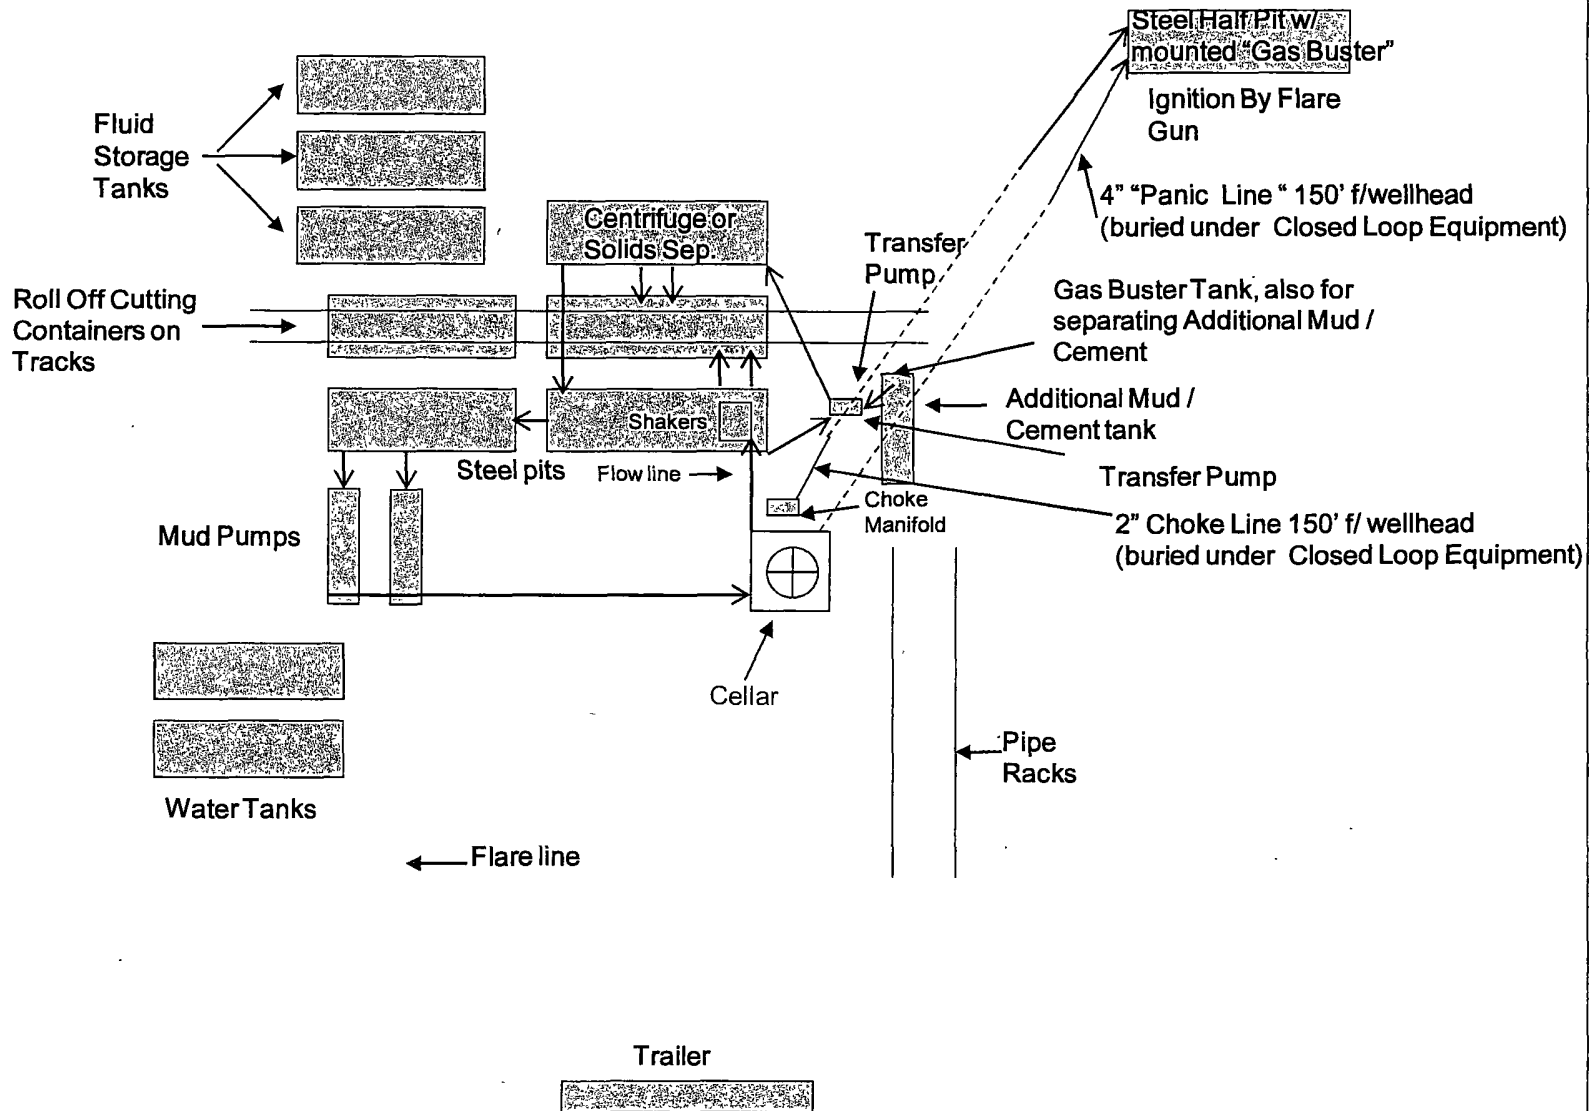 Steel Half Pit w/
mounted “Gas Buster”
Ignition By Flare
Gun
Fluid
Storage
Tanks
4” “Panic Line “ 150’ f/wellhead
(buried under Closed Loop Equipment)
Centrifuge or
Solids Sep.
Transfer
Pump
Roll Off Cutting
Containers on
Tracks
Gas Buster Tank, also for
separating Additional Mud /
Cement
Additional Mud /
Cement tank
Shakers
Steel pits
Flow line
Transfer Pump
Choke
Manifold
2” Choke Line 150’ f/ wellhead
(buried under Closed Loop Equipment)
Mud Pumps
Cellar
Pipe
Racks
Water Tanks
Flare line
Trailer